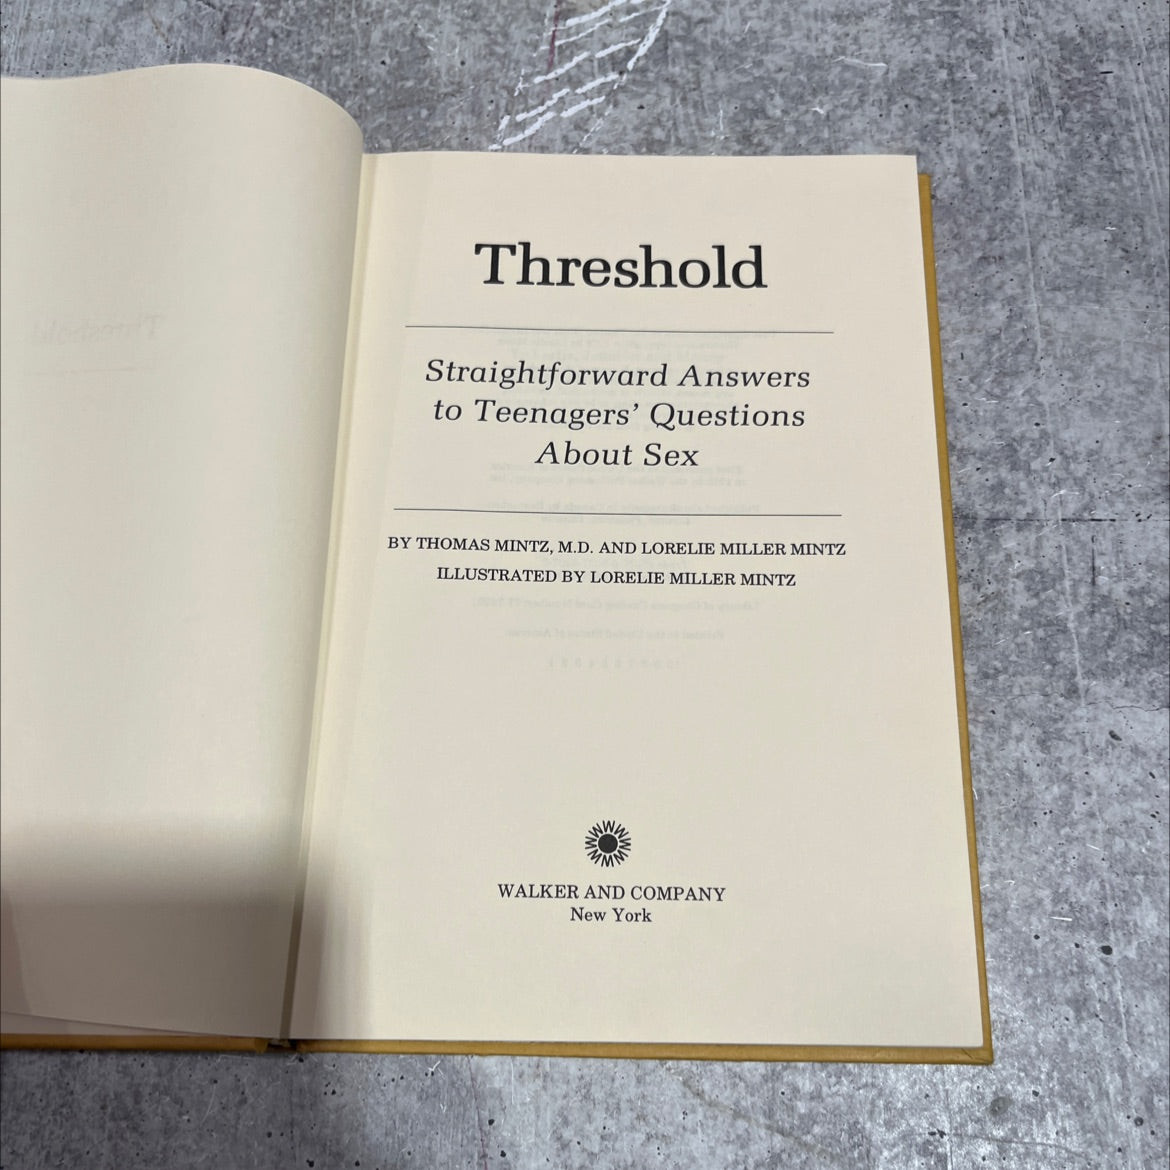 Threshold
Threshold
Straightforward Answers
to Teenagers' Questions
About Sex
BY THOMAS MINTZ, M.D. AND LORELIE MILLER MINTZ
ILLUSTRATED BY LORELIE MILLER MINTZ
WALKER AND COMPANY
New York